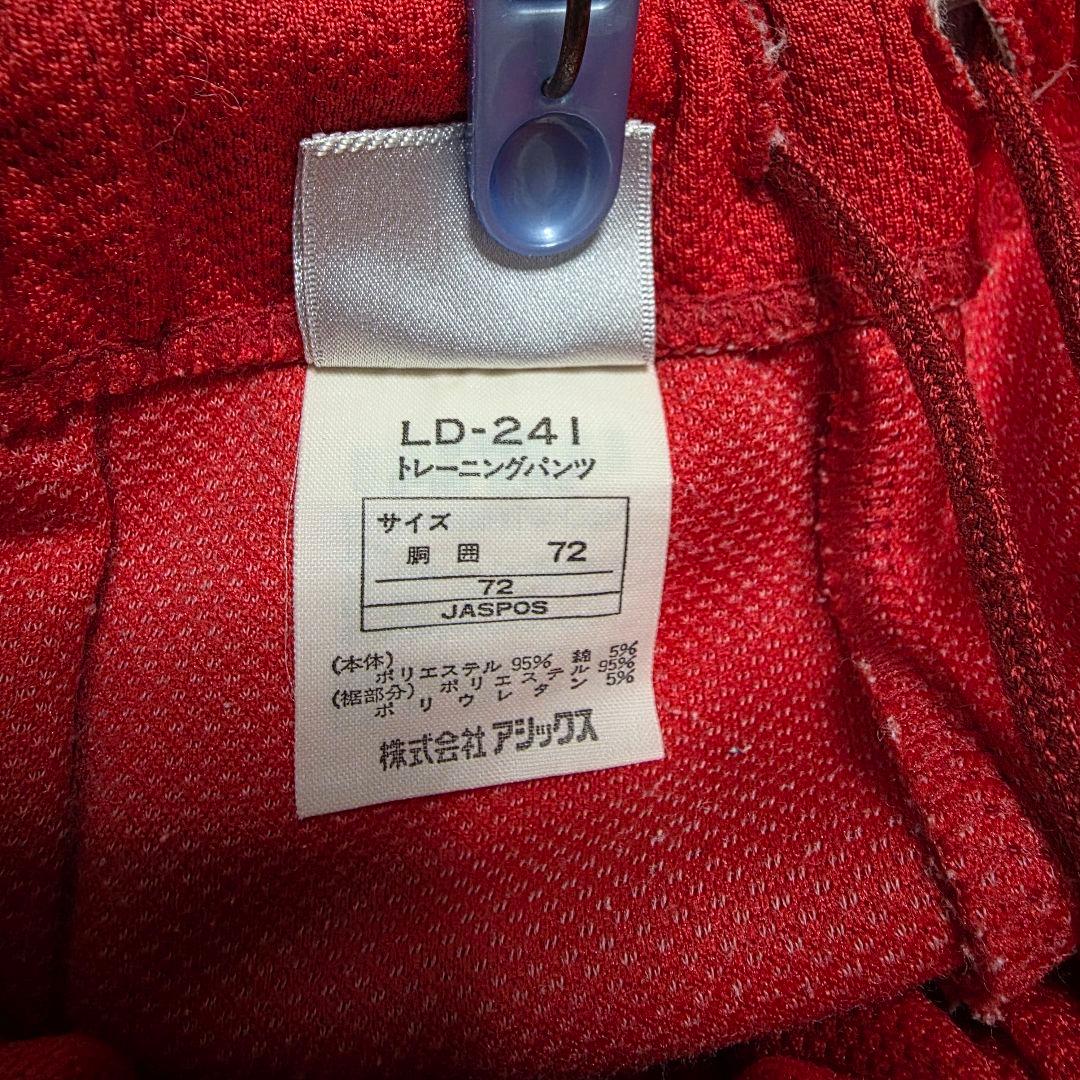 LD-241
トレーニングパンツ
サイズ
胴囲 72
72
JASPOS
(本体) ポリエステル 95% 綿 5%
(裾部分) ポリエステル 95%
ポリウレタン 5%
株式会社 アシックス